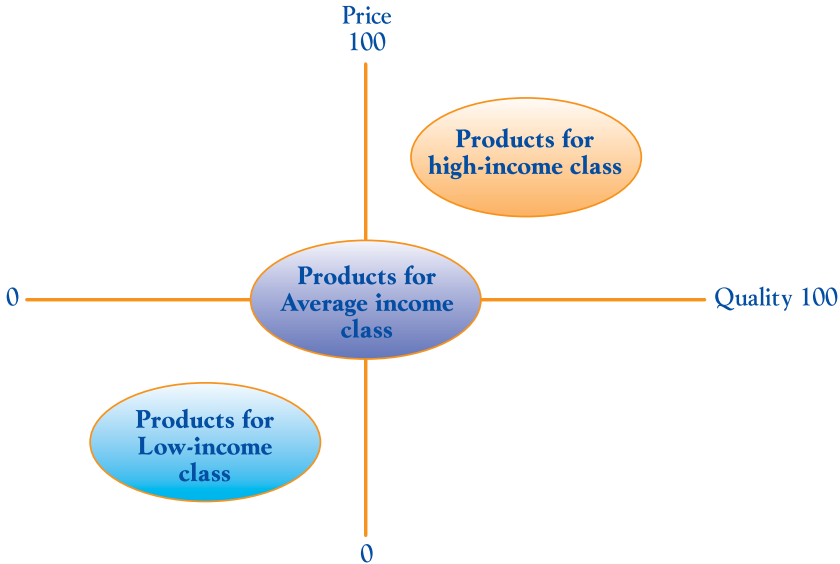 Price
100
Products for
high-income class
Products for
Average income
class
0
Quality 100
Products for
Low-income
class
0